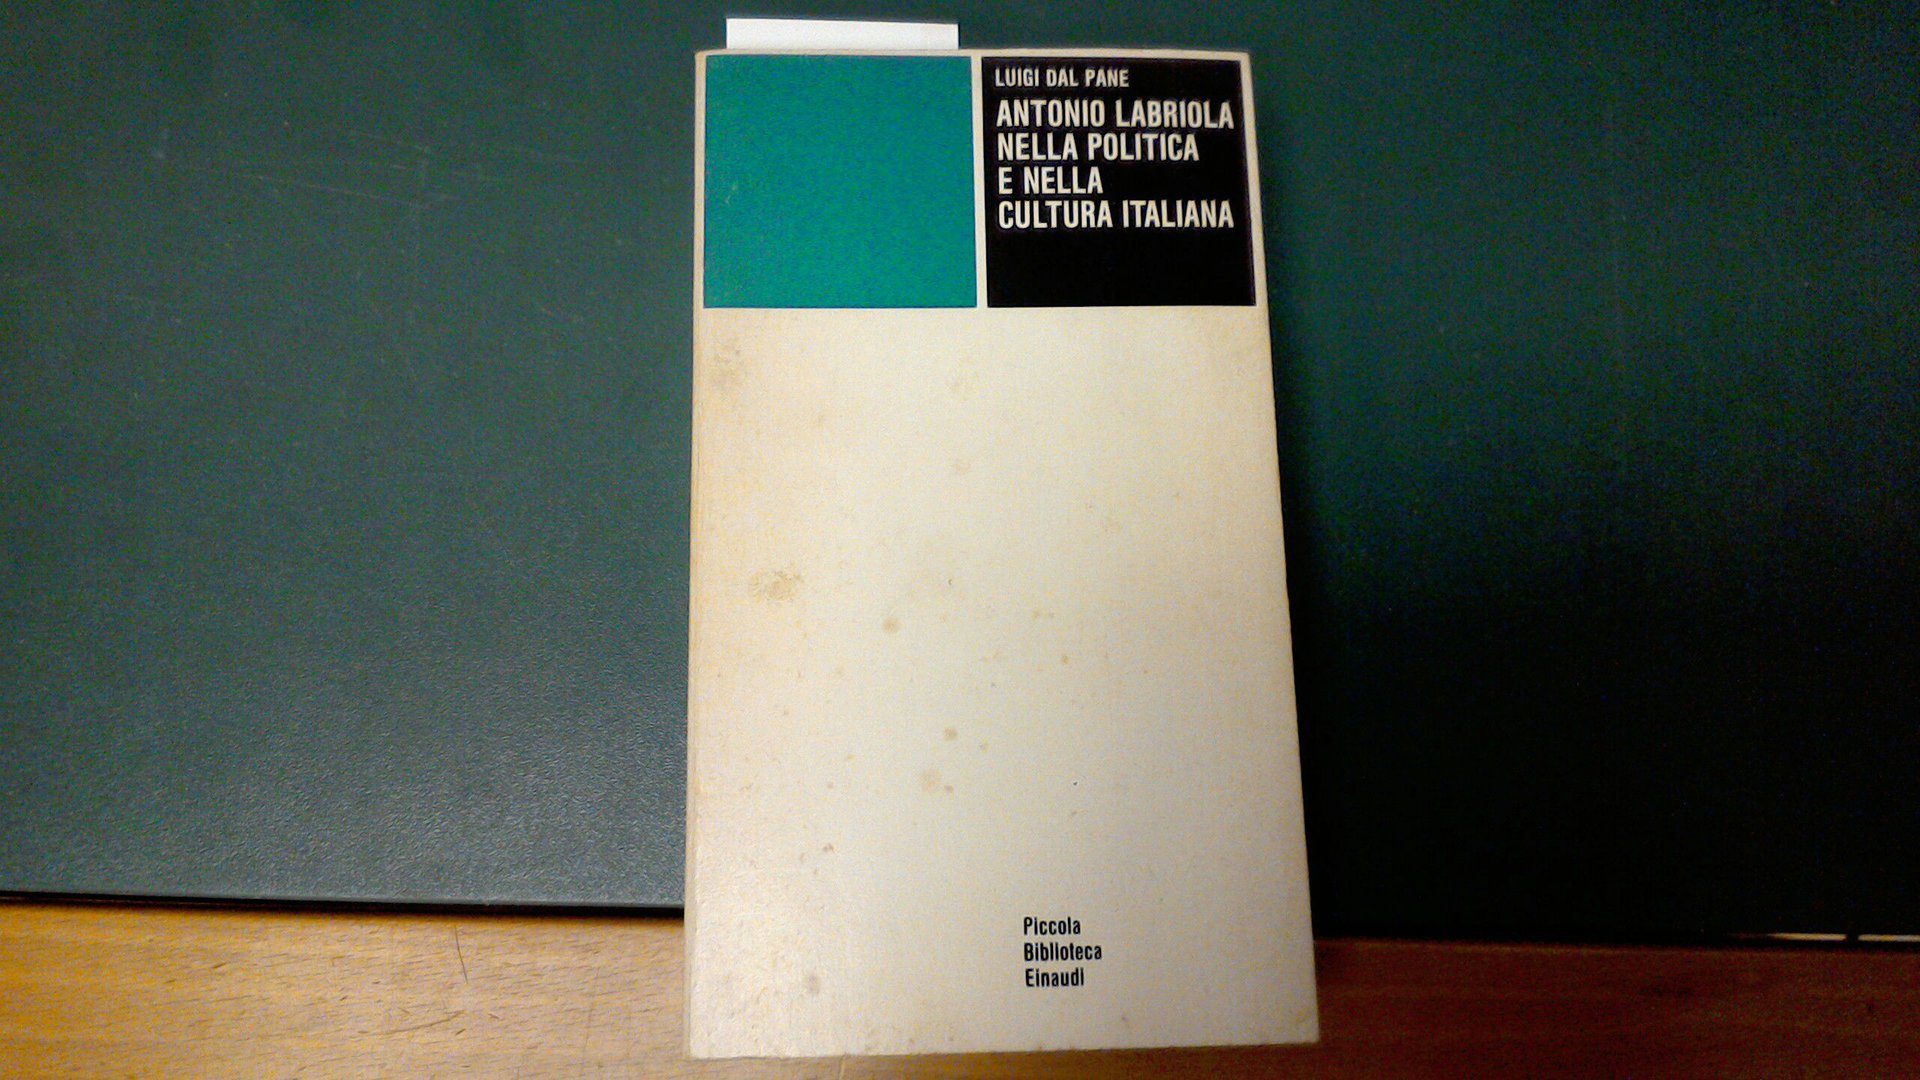 LUIGI DAL PANE
ANTONIO LABRIOLA
NELLA POLITICA
E NELLA
CULTURA ITALIANA
Piccola
Biblioteca
Einaudi